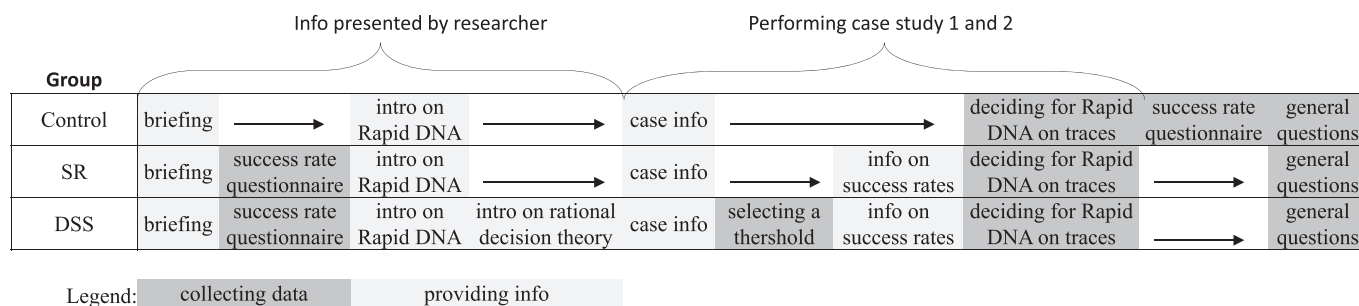 Info presented by researcher
Performing case study 1 and 2
Group
Control
briefing
intro on
Rapid DNA
case info
deciding for Rapid
DNA on traces
success rate
questionnaire
general
questions
SR
briefing
success rate
questionnaire
intro on
Rapid DNA
case info
info on
success rates
deciding for Rapid
DNA on traces
general
questions
DSS
briefing
success rate
questionnaire
intro on
Rapid DNA
intro on rational
decision theory
case info
selecting a
thershold
info on
success rates
deciding for Rapid
DNA on traces
general
questions
Legend:
collecting data
providing info